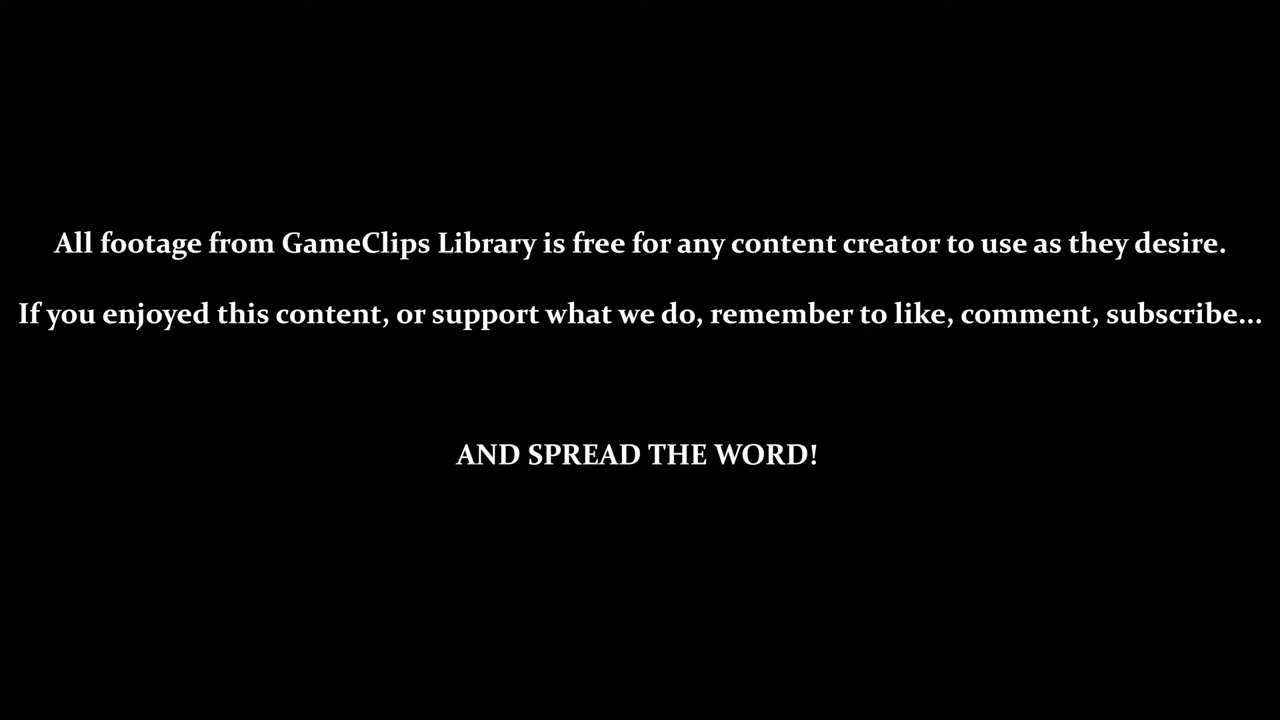 All footage from GameClips Library is free for any content creator to use as they desire.
If you enjoyed this content, or support what we do, remember to like, comment, subscribe...
AND SPREAD THE WORD!